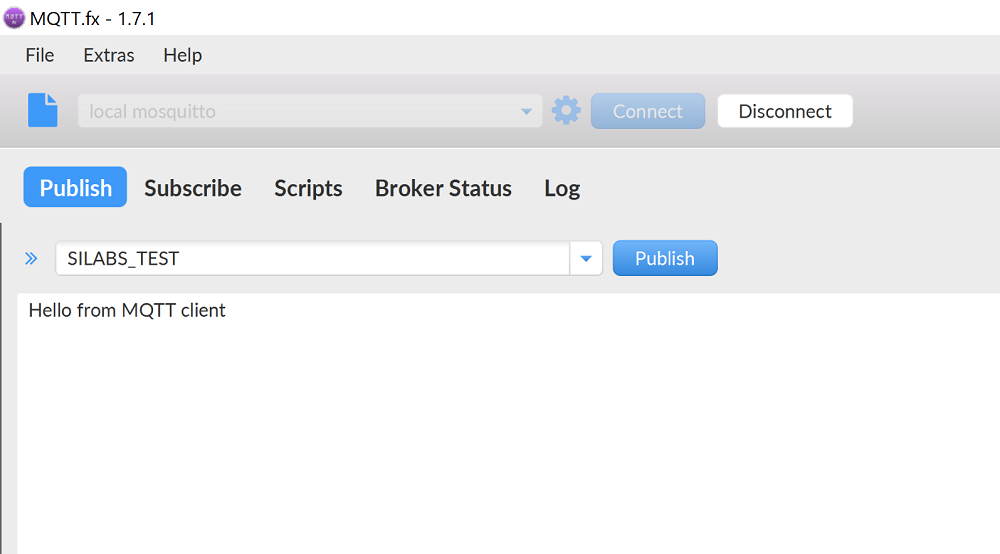 MQTT.fx - 1.7.1
File Extras Help
local mosquitto Connect Disconnect
Publish Subscribe Scripts Broker Status Log
SILABS_TEST Publish
Hello from MQTT client